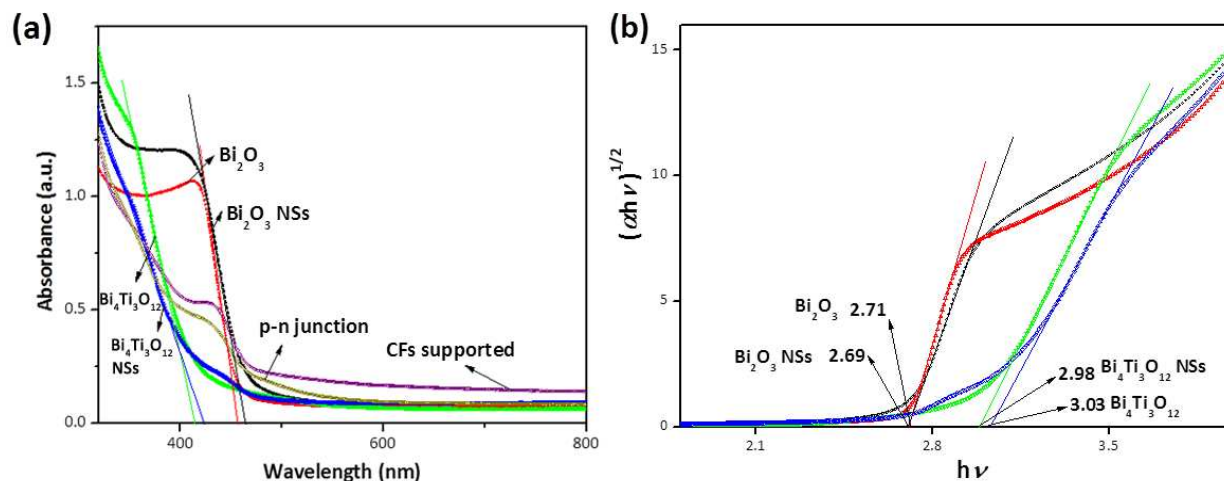 (a)
1.5
1.0
0.5
0.0
Absorbance (a.u.)
Bi₂O₃
Bi₂O₃ NSs
Bi₄Ti₃O₁₂
Bi₄Ti₃O₁₂
NSs
p-n junction
CFs supported
400
600
800
Wavelength (nm)
(b)
15
10
5
0
(αhν)^1/2
Bi₂O₃ 2.71
Bi₂O₃ NSs 2.69
2.98 Bi₄Ti₃O₁₂ NSs
3.03 Bi₄Ti₃O₁₂
2.1
2.8
3.5
hν